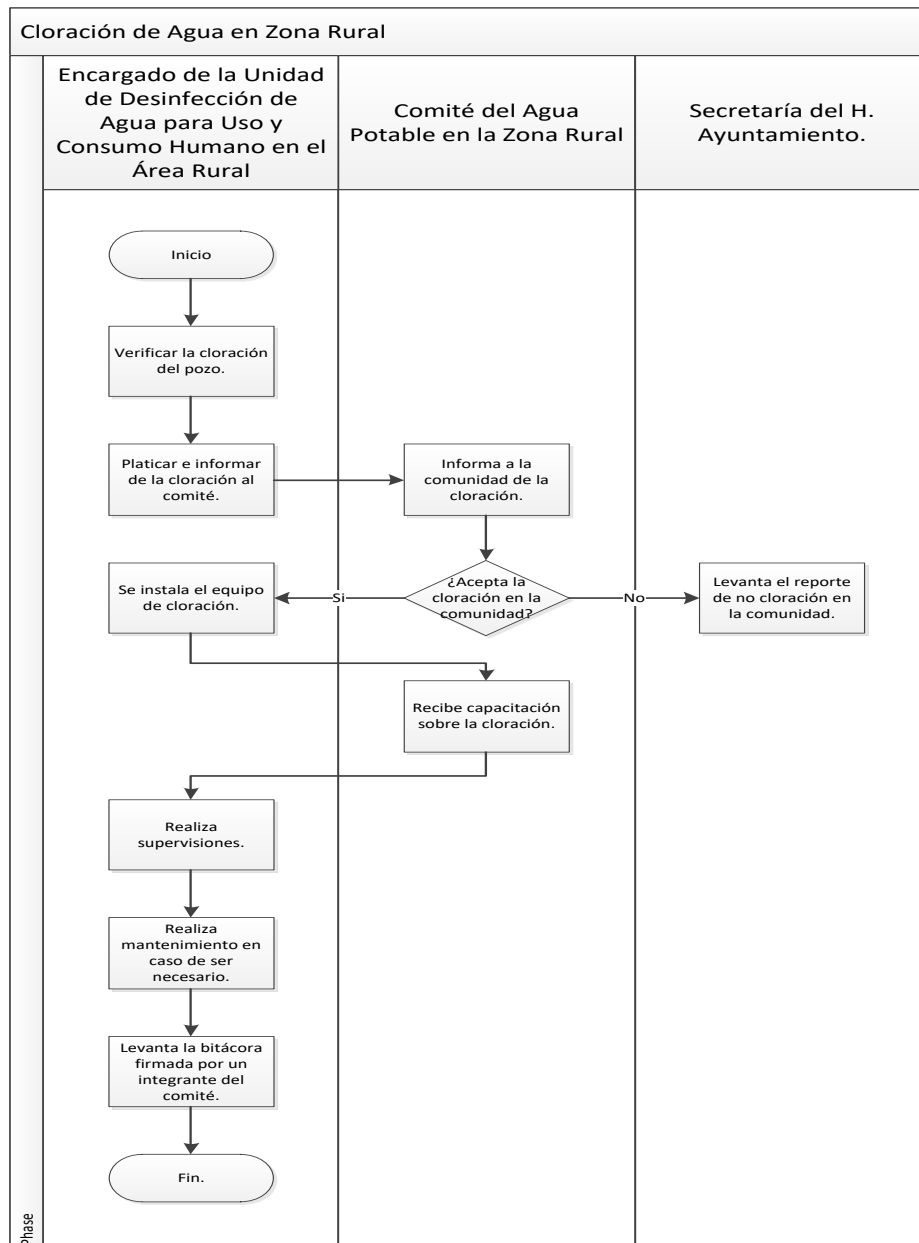 Cloración de Agua en Zona Rural
Encargado de la Unidad
de Desinfección de
Agua para Uso y
Consumo Humano en el
Área Rural
Comité del Agua
Potable en la Zona Rural
Secretaría del H.
Ayuntamiento.
Inicio
Verificar la cloración
del pozo.
Platicar e informar
de la cloración al
comité.
Informa a la
comunidad de la
cloración.
¿Acepta la
cloración en la
comunidad?
Si
No
Se instala el equipo
de cloración.
Levanta el reporte
de no cloración en
la comunidad.
Recibe capacitación
sobre la cloración.
Realiza
supervisiones.
Realiza
mantenimiento en
caso de ser
necesario.
Levanta la bitácora
firmada por un
integrante del
comité.
Fin.
Phase